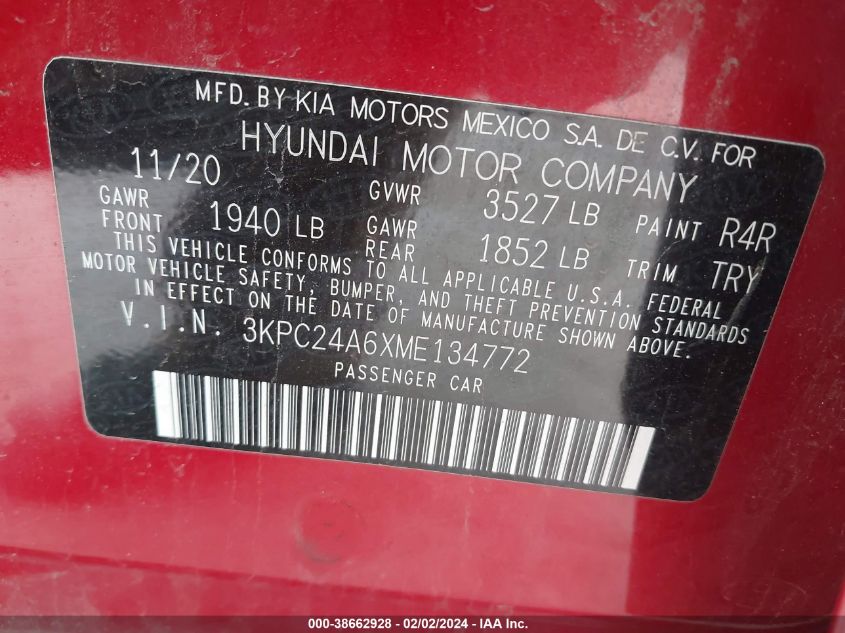 MFD. BY KIA MOTORS MEXICO S.A. DE C.V. FOR
HYUNDAI MOTOR COMPANY
11/20 GVWR 3527 LB PAINT R4R
GAWR FRONT 1940 LB GAWR REAR 1852 LB TRIM TRY
THIS VEHICLE CONFORMS TO ALL APPLICABLE U.S.A. FEDERAL
MOTOR VEHICLE SAFETY, BUMPER, AND THEFT PREVENTION STANDARDS
IN EFFECT ON THE DATE OF MANUFACTURE SHOWN ABOVE.
V.I.N. 3KPC24A6XME134772
PASSENGER CAR
000-38662928 - 02/02/2024 - IAA Inc.